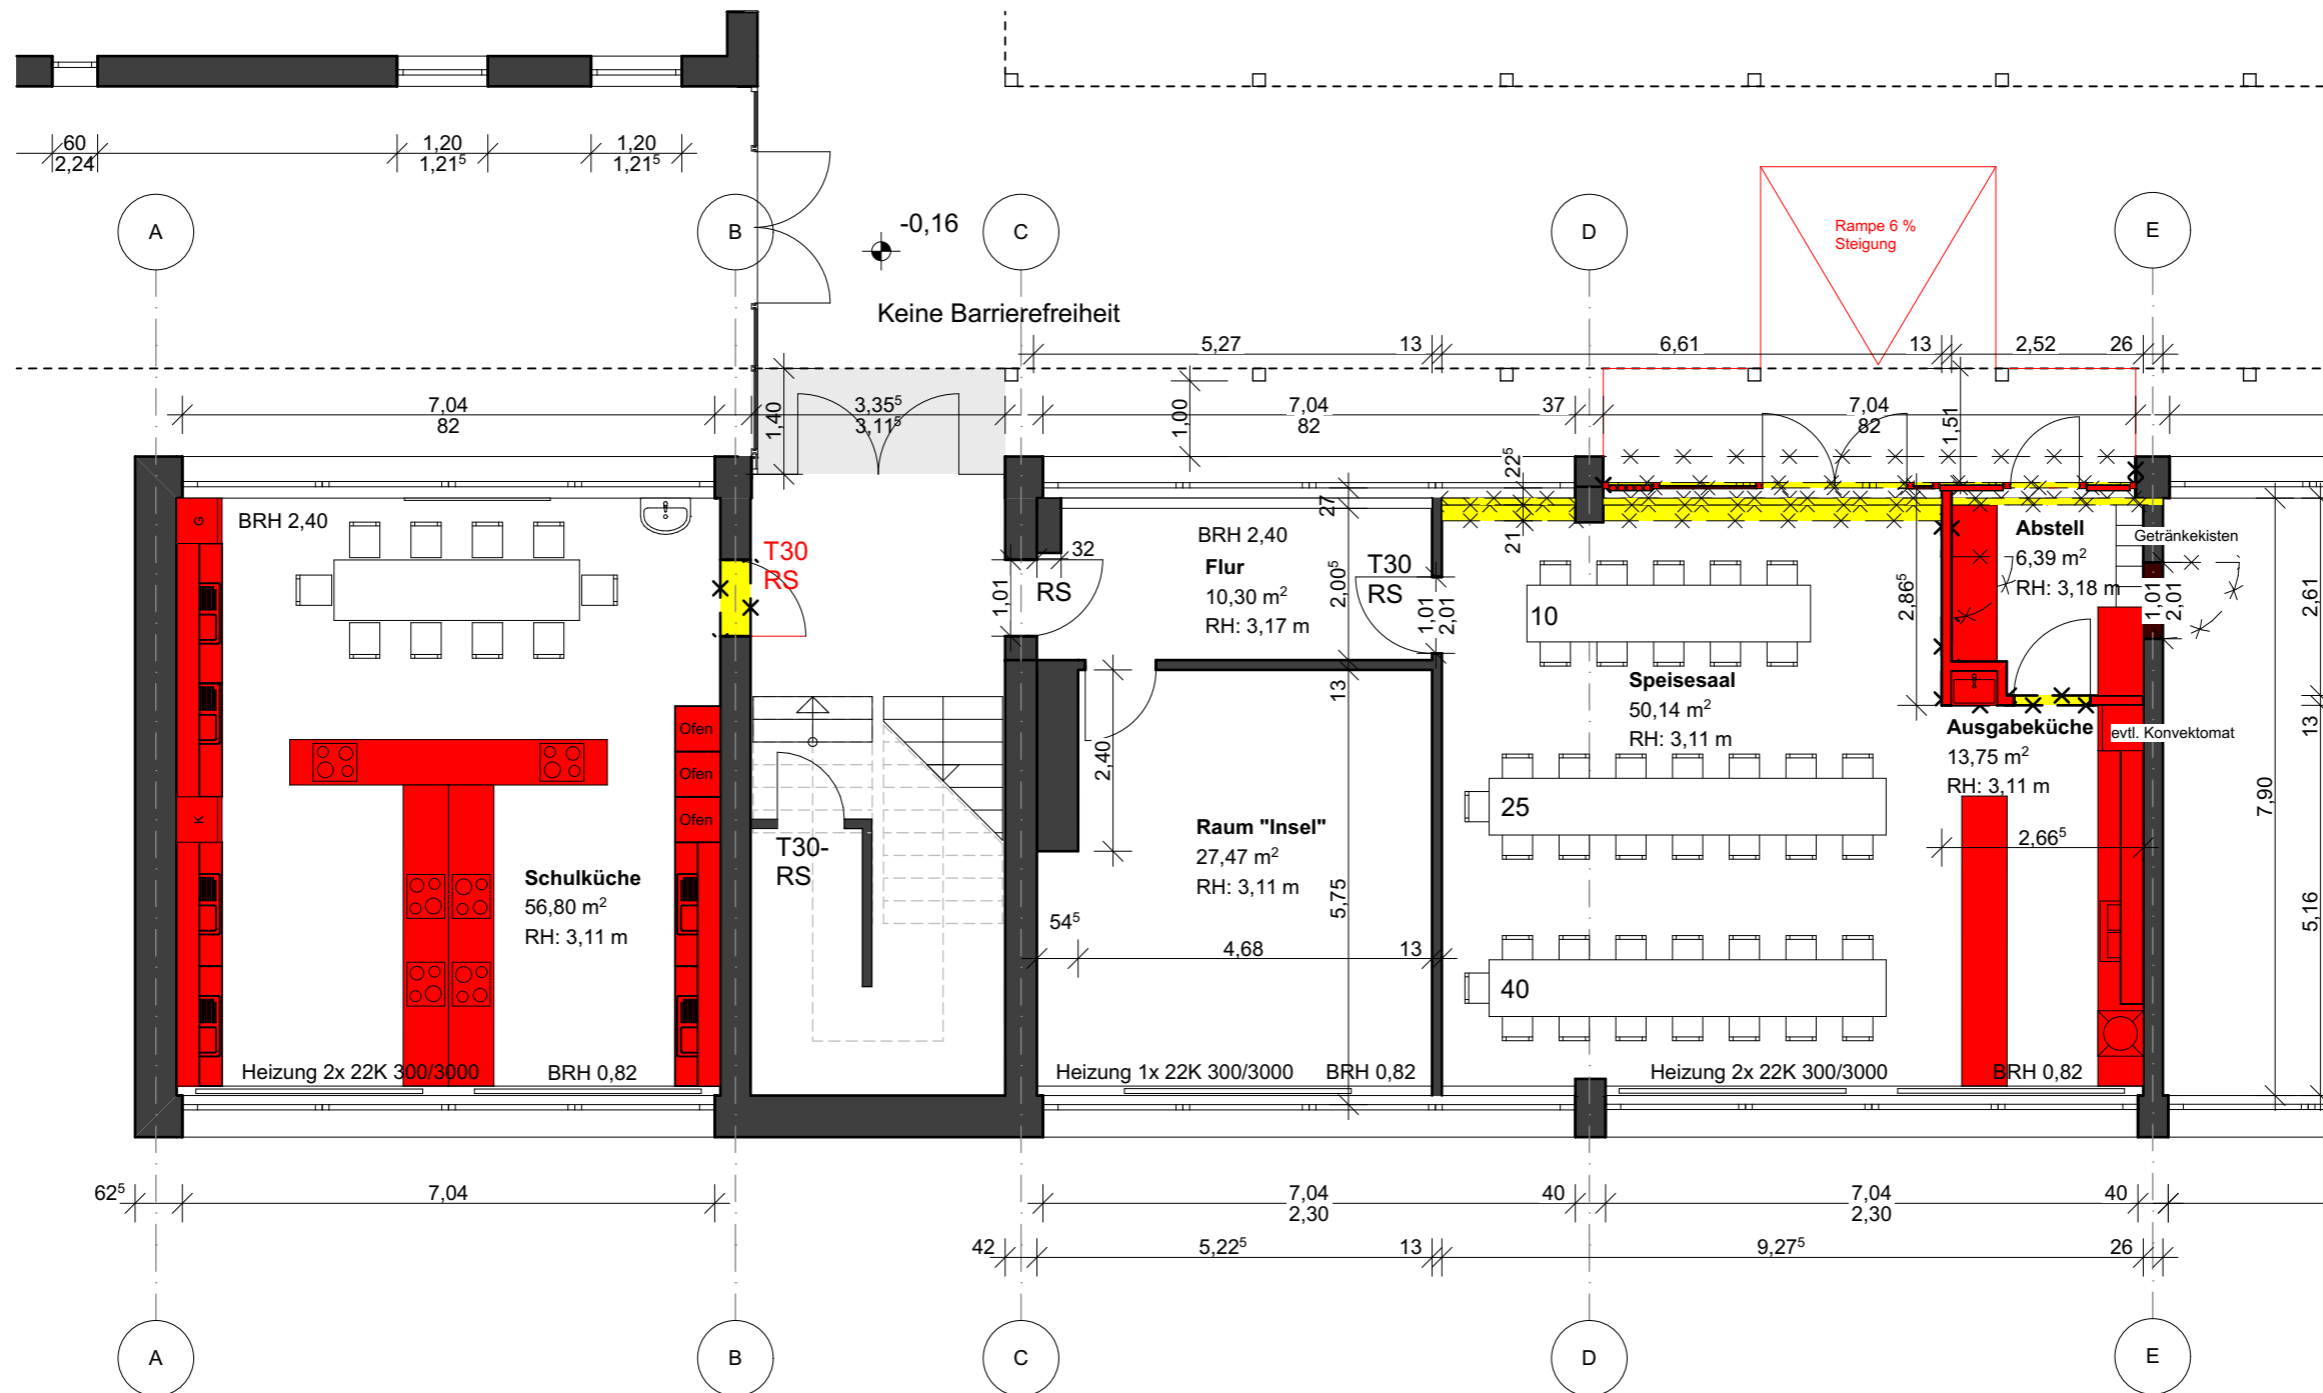 60
2,24
1,20
1,21⁵
1,20
1,21⁵
A
B
-0,16
C
D
E
Rampe 6 %
Steigung
Keine Barrierefreiheit
5,27
13
6,61
13
2,52
26
7,04
82
1,40
3,35⁵
3,11⁵
1,00
7,04
82
37
7,04
82
1,51
22⁵
27
21
G
BRH 2,40
T30
RS
1,01
32
RS
BRH 2,40
Flur
10,30 m²
RH: 3,17 m
2,00⁵
T30
RS
1,01
2,01
10
2,86⁵
Abstell
6,39 m²
RH: 3,18 m
Getränkekisten
1,01
2,01
2,61
13
Speisesaal
50,14 m²
RH: 3,11 m
Ausgabeküche
13,75 m²
RH: 3,11 m
evtl. Konvektomat
13
Ofen
Ofen
Ofen
K
2,40
T30-
RS
Raum "Insel"
27,47 m²
RH: 3,11 m
25
2,66⁵
7,90
Schulküche
56,80 m²
RH: 3,11 m
5,75
5,16
54⁵
4,68
13
40
Heizung 2x 22K 300/3000
BRH 0,82
Heizung 1x 22K 300/3000
BRH 0,82
Heizung 2x 22K 300/3000
BRH 0,82
62⁵
7,04
7,04
2,30
40
7,04
2,30
40
42
5,22⁵
13
9,27⁵
26
A
B
C
D
E